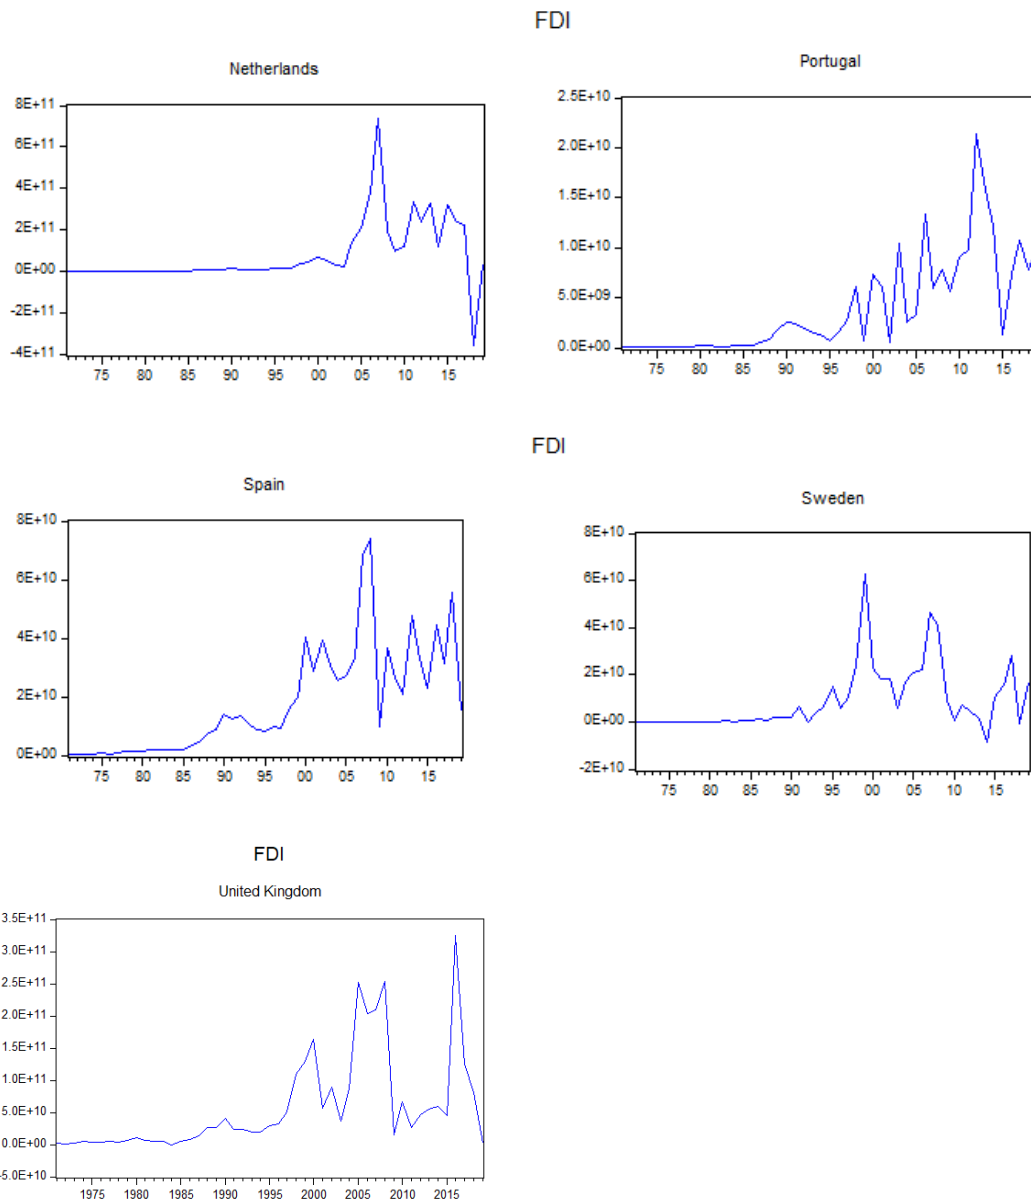 FDI
Netherlands
8E+11
6E+11
4E+11
2E+11
0E+00
-2E+11
-4E+11
75 80 85 90 95 00 05 10 15
Portugal
2.5E+10
2.0E+10
1.5E+10
1.0E+10
5.0E+09
0.0E+00
75 80 85 90 95 00 05 10 15
FDI
Spain
8E+10
6E+10
4E+10
2E+10
0E+00
75 80 85 90 95 00 05 10 15
Sweden
8E+10
6E+10
4E+10
2E+10
0E+00
-2E+10
75 80 85 90 95 00 05 10 15
FDI
United Kingdom
3.5E+11
3.0E+11
2.5E+11
2.0E+11
1.5E+11
1.0E+11
5.0E+10
0.0E+00
-5.0E+10
1975 1980 1985 1990 1995 2000 2005 2010 2015